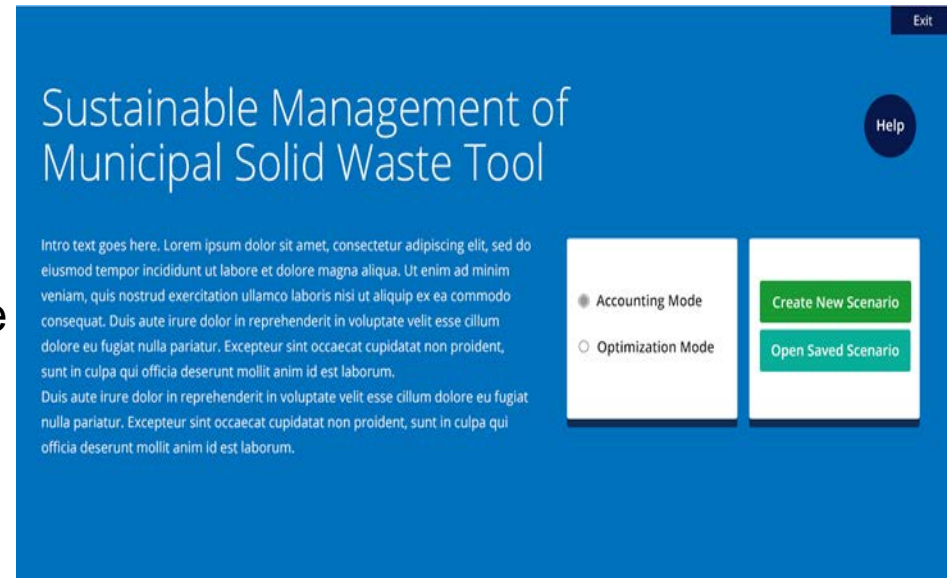 Exit
Sustainable Management of
Municipal Solid Waste Tool
Help
Intro text goes here. Lorem ipsum dolor sit amet, consectetur adipiscing elit, sed do
eiusmod tempor incididunt ut labore et dolore magna aliqua. Ut enim ad minim
veniam, quis nostrud exercitation ullamco laboris nisi ut aliquip ex ea commodo
consequat. Duis aute irure dolor in reprehenderit in voluptate velit esse cillum
dolore eu fugiat nulla pariatur. Excepteur sint occaecat cupidatat non proident,
sunt in culpa qui officia deserunt mollit anim id est laborum.
Duis aute irure dolor in reprehenderit in voluptate velit esse cillum dolore eu fugiat
nulla pariatur. Excepteur sint occaecat cupidatat non proident, sunt in culpa qui
officia deserunt mollit anim id est laborum.
Accounting Mode
Optimization Mode
Create New Scenario
Open Saved Scenario